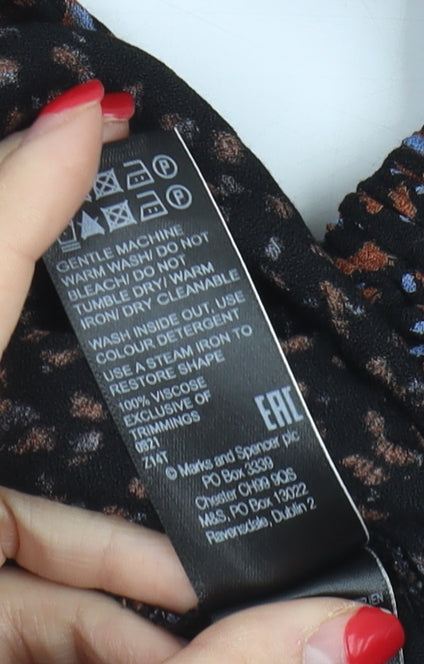 P
P
GENTLE MACHINE
WARM WASH/ DO NOT
BLEACH/ DO NOT
TUMBLE DRY/ WARM
IRON/ DRY CLEANABLE
WASH INSIDE OUT. USE
COLOUR DETERGENT
USE A STEAM IRON TO
RESTORE SHAPE
100% VISCOSE
EXCLUSIVE OF
TRIMMINGS
0821
Z14T
EAC
© Marks and Spencer plc
PO Box 3339
Chester CH99 9QS
M&S, PO Box 13022
Ravensdale, Dublin 2